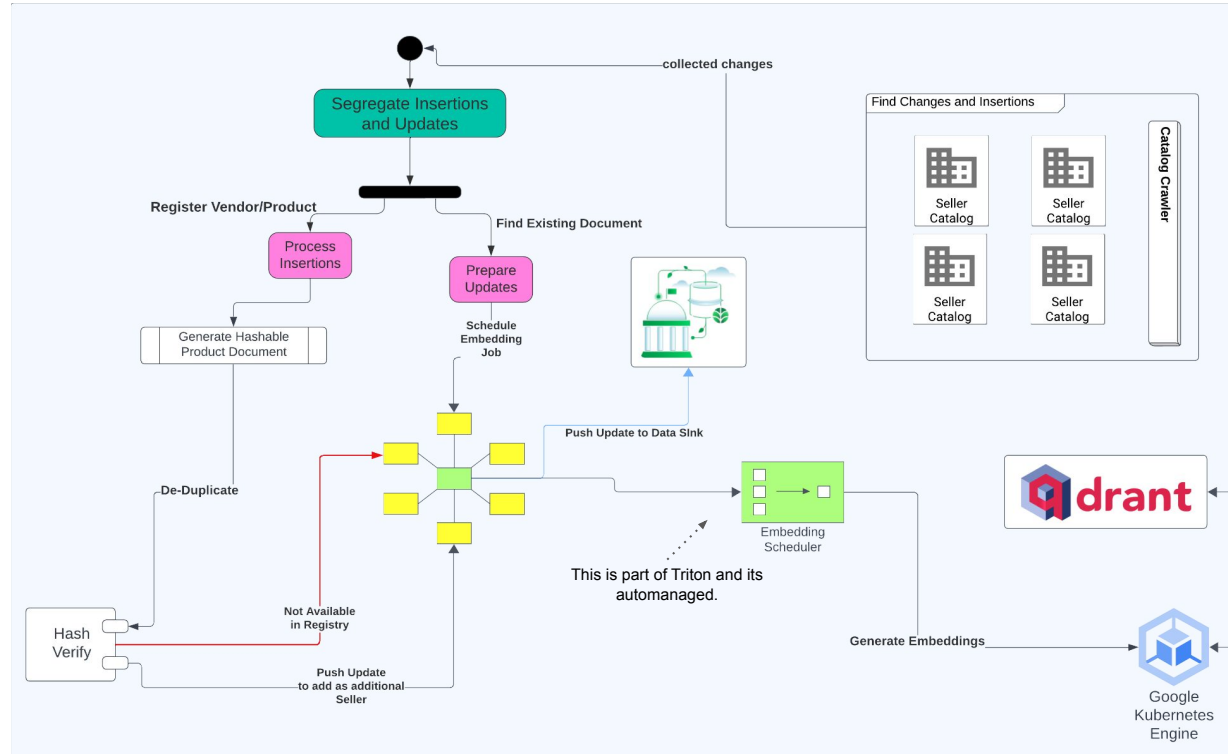 collected changes
Segregate Insertions
and Updates
Find Changes and Insertions
Catalog Crawler
Seller
Catalog
Seller
Catalog
Seller
Catalog
Seller
Catalog
Register Vendor/Product
Find Existing Document
Process
Insertions
Prepare
Updates
Schedule
Embedding
Job
Generate Hashable
Product Document
Push Update to Data SInk
De-Duplicate
Embedding
Scheduler
qdrant
This is part of Triton and its
automanaged.
Not Available
in Registry
Hash
Verify
Push Update
to add as additional
Seller
Generate Embeddings
Google
Kubernetes
Engine